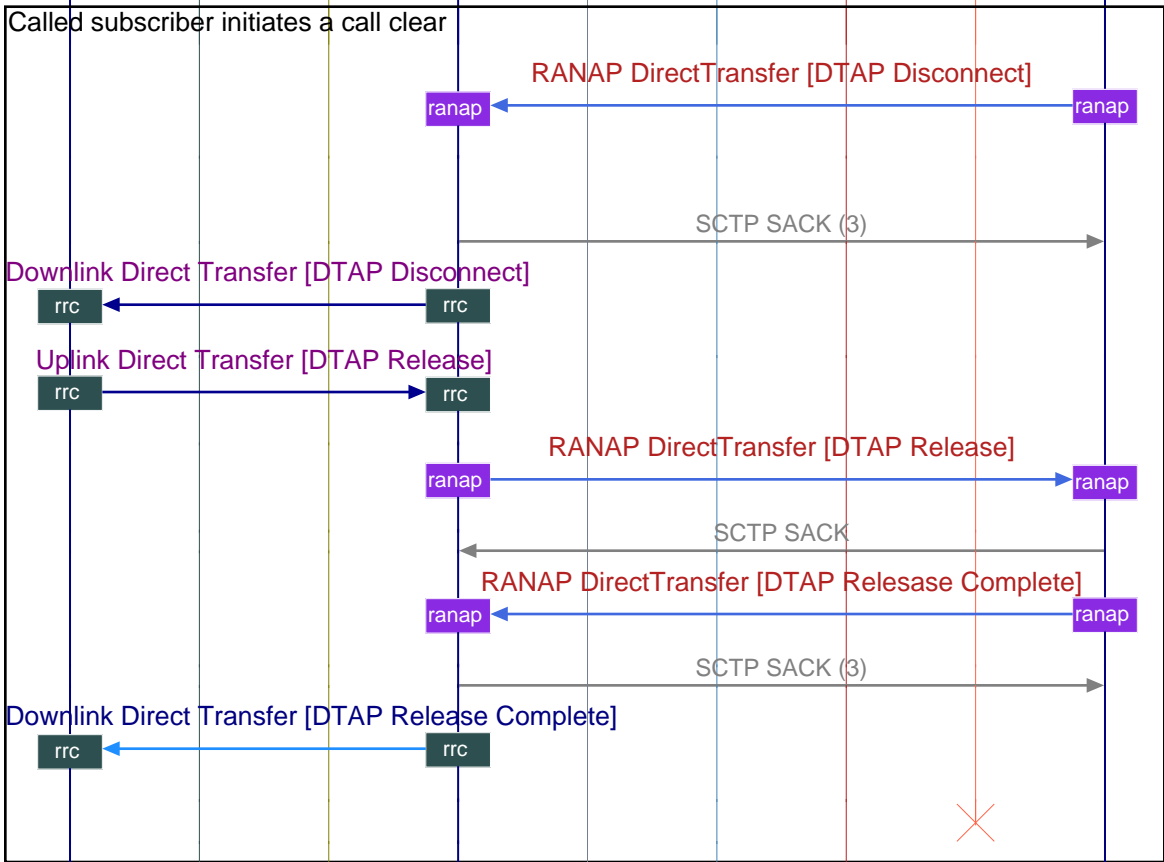 Called subscriber initiates a call clear
RANAP DirectTransfer [DTAP Disconnect]
ranap
ranap
SCTP SACK (3)
Downlink Direct Transfer [DTAP Disconnect]
rrc
rrc
Uplink Direct Transfer [DTAP Release]
rrc
rrc
RANAP DirectTransfer [DTAP Release]
ranap
ranap
SCTP SACK
RANAP DirectTransfer [DTAP Relesase Complete]
ranap
ranap
SCTP SACK (3)
Downlink Direct Transfer [DTAP Release Complete]
rrc
rrc